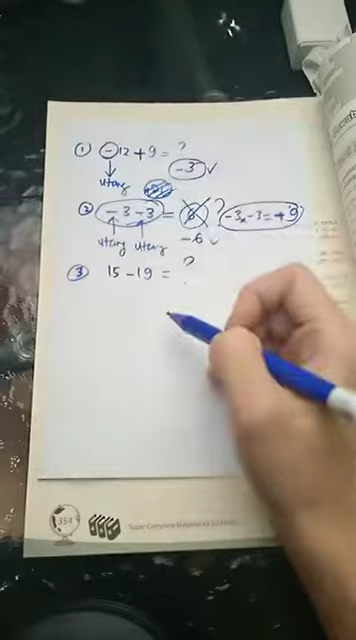 ① -12 + 9 = ?
-3 ✓
utang
② -3 -3 = 6 ? -3 x -3 = +9
utang utang -6 ✓
③ 15 - 19 = ?
354 Super Complete Matematika SD